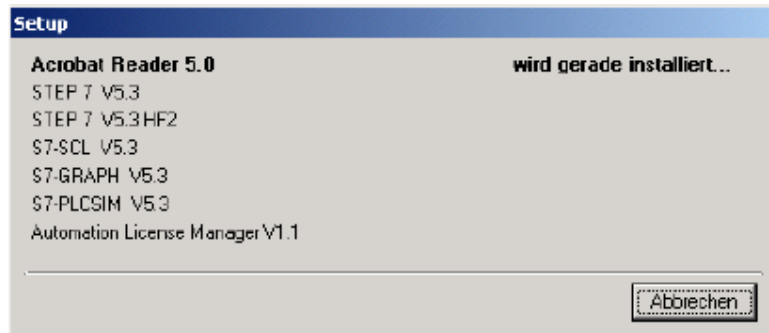 Setup
Acrobat Reader 5.0 wird gerade installiert...
STEP 7 V5.3
STEP 7 V5.3 HF2
S7-SCL V5.3
S7-GRAPH V5.3
S7-PLCSIM V5.3
Automation License Manager V1.1
Abbrechen